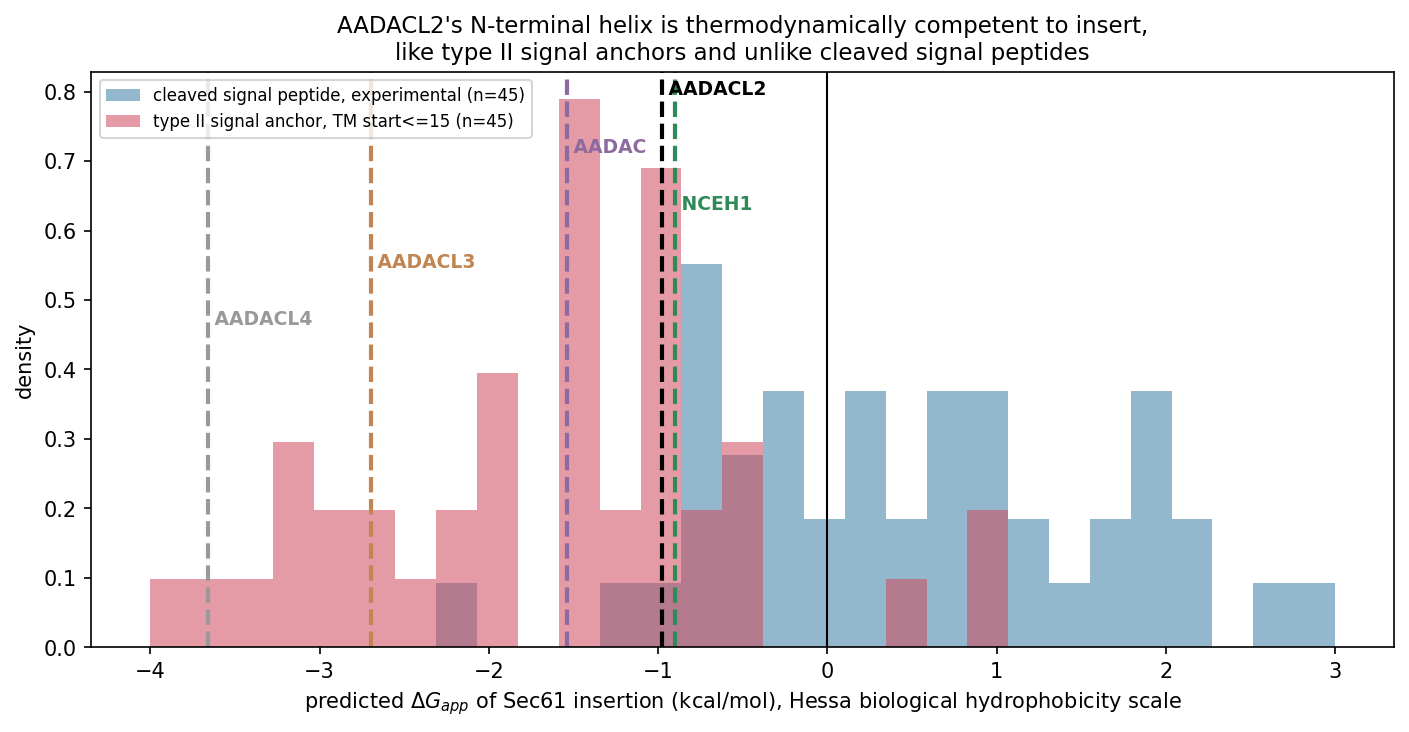 AADACL2's N-terminal helix is thermodynamically competent to insert,
like type II signal anchors and unlike cleaved signal peptides
cleaved signal peptide, experimental (n=45)
type II signal anchor, TM start<=15 (n=45)
AADACL2
AADAC
NCEH1
AADACL3
AADACL4
density
0.8
0.7
0.6
0.5
0.4
0.3
0.2
0.1
0.0
−4
−3
−2
−1
0
1
2
3
predicted ΔG_app of Sec61 insertion (kcal/mol), Hessa biological hydrophobicity scale